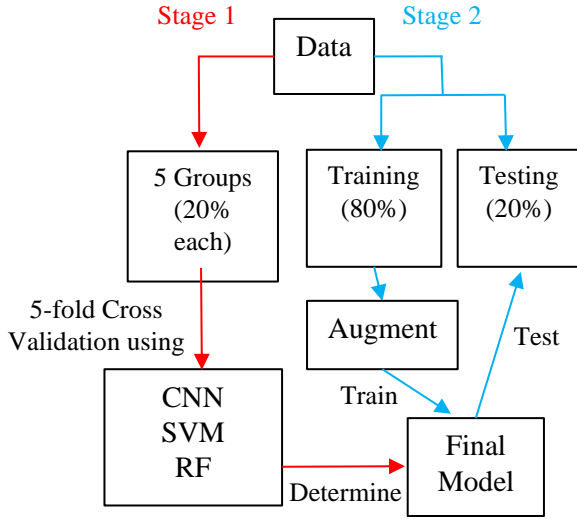 Stage 1
Stage 2
Data
5 Groups
(20%
each)
Training
(80%)
Testing
(20%)
5-fold Cross
Validation using
Augment
Test
Train
CNN
SVM
RF
Determine
Final
Model